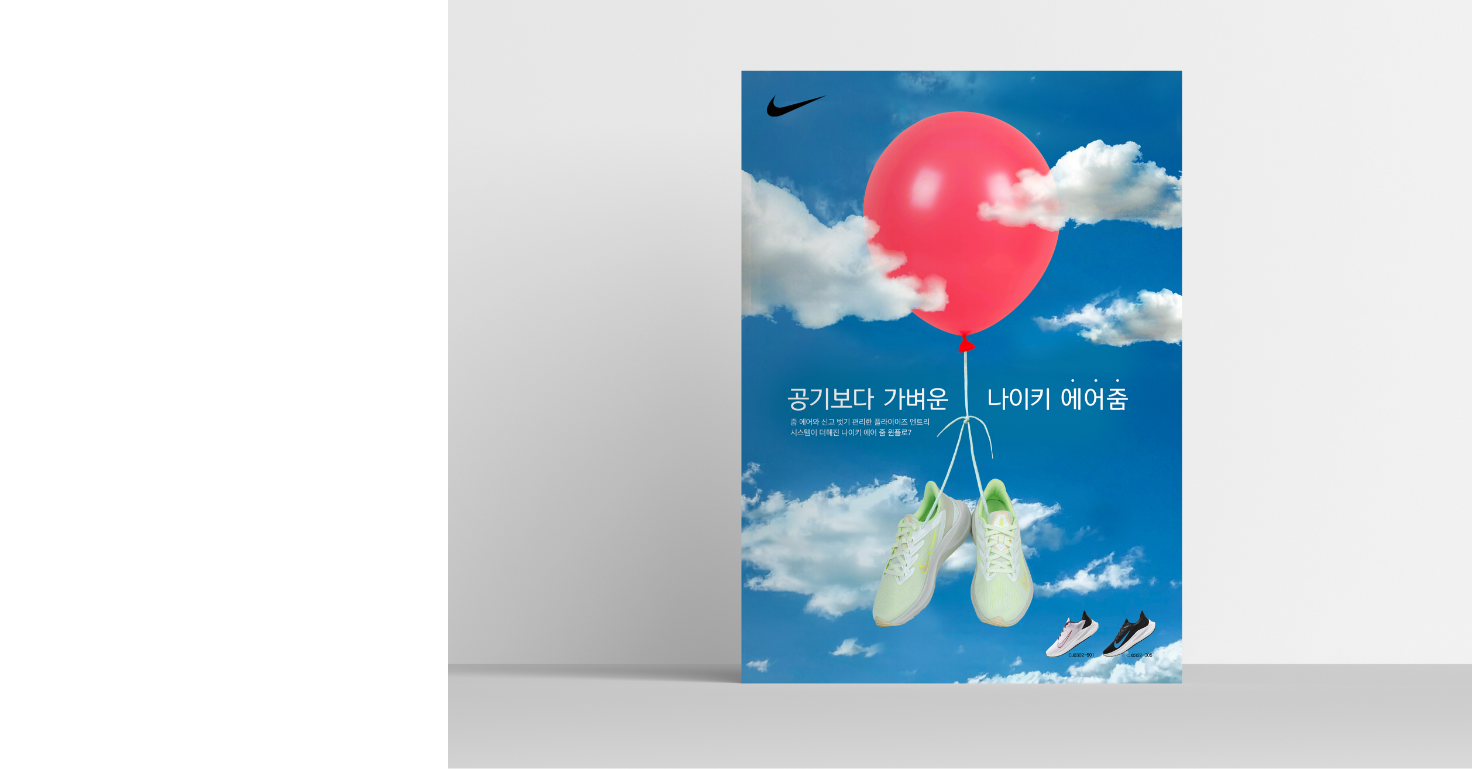 공기보다 가벼운 나이키 에어줌
줌 에어와 신고 벗기 편리한 플라이이즈 엔트리
시스템이 더해진 나이키 에어 줌 윈플로7